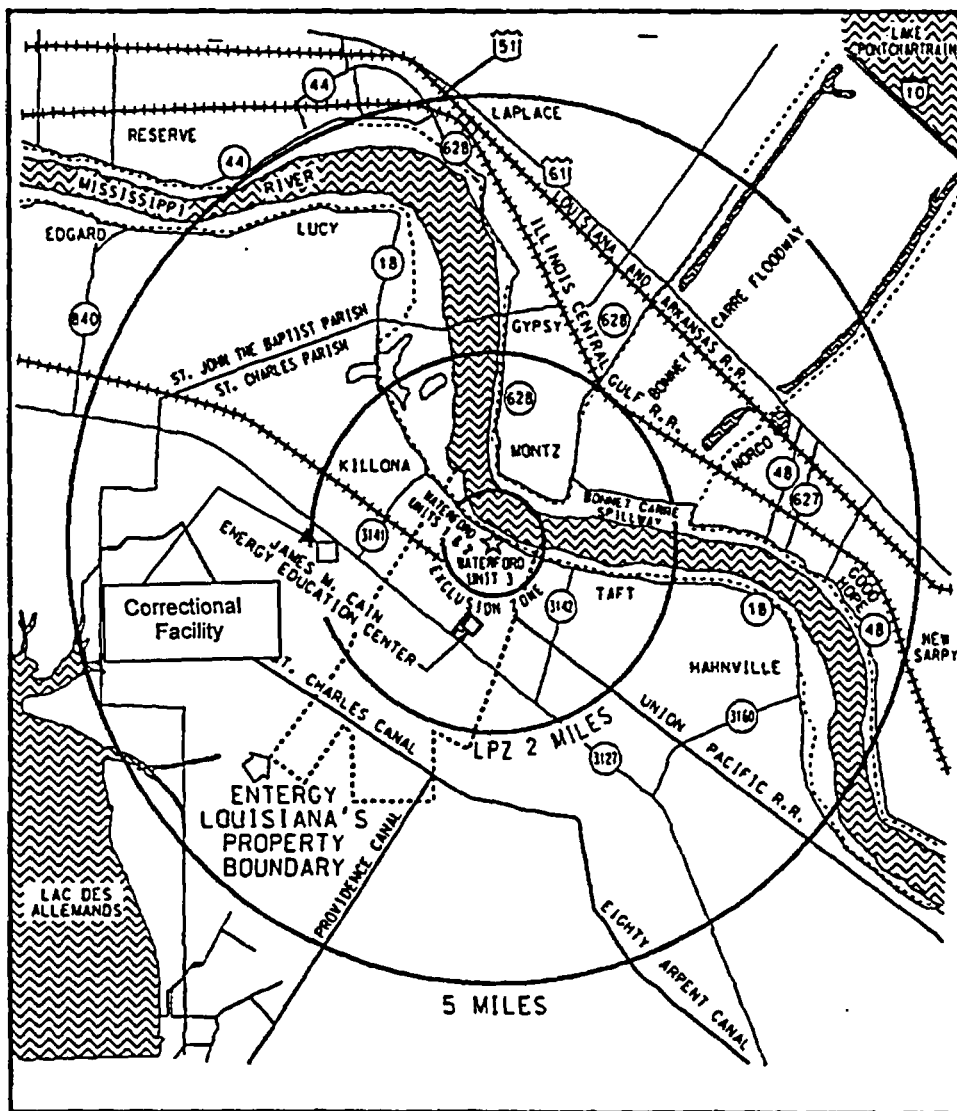 51
LAKE
PONTCHARTRAIN
10
44
LAPLACE
RESERVE
628
44
61
MISSISSIPPI RIVER
LOUISIANA AND ARKANSAS R.R.
ILLINOIS CENTRAL GULF R.R.
EDGARD
LUCY
18
BONNET CARRE FLOODWAY
640
GYPSY
628
ST. JOHN THE BAPTIST PARISH
ST. CHARLES PARISH
628
KILLONA
MONTZ
NORCO
48
627
WATERFORD
UNITS 1 & 2
BONNET CARRE
SPILLWAY
3141
WATERFORD
UNIT 3
EXCLUSION ZONE
JAMES M. CAIN
ENERGY EDUCATION CENTER
3142
TAFT
18
GOOD
HOPE
48
NEW
SARPY
Correctional
Facility
HAHNVILLE
ST. CHARLES CANAL
UNION PACIFIC R.R.
3160
LPZ 2 MILES
3127
ENTERGY
LOUISIANA'S
PROPERTY
BOUNDARY
PROVIDENCE CANAL
LAC DES
ALLEMANDS
EIGHTY ARPENT CANAL
5 MILES